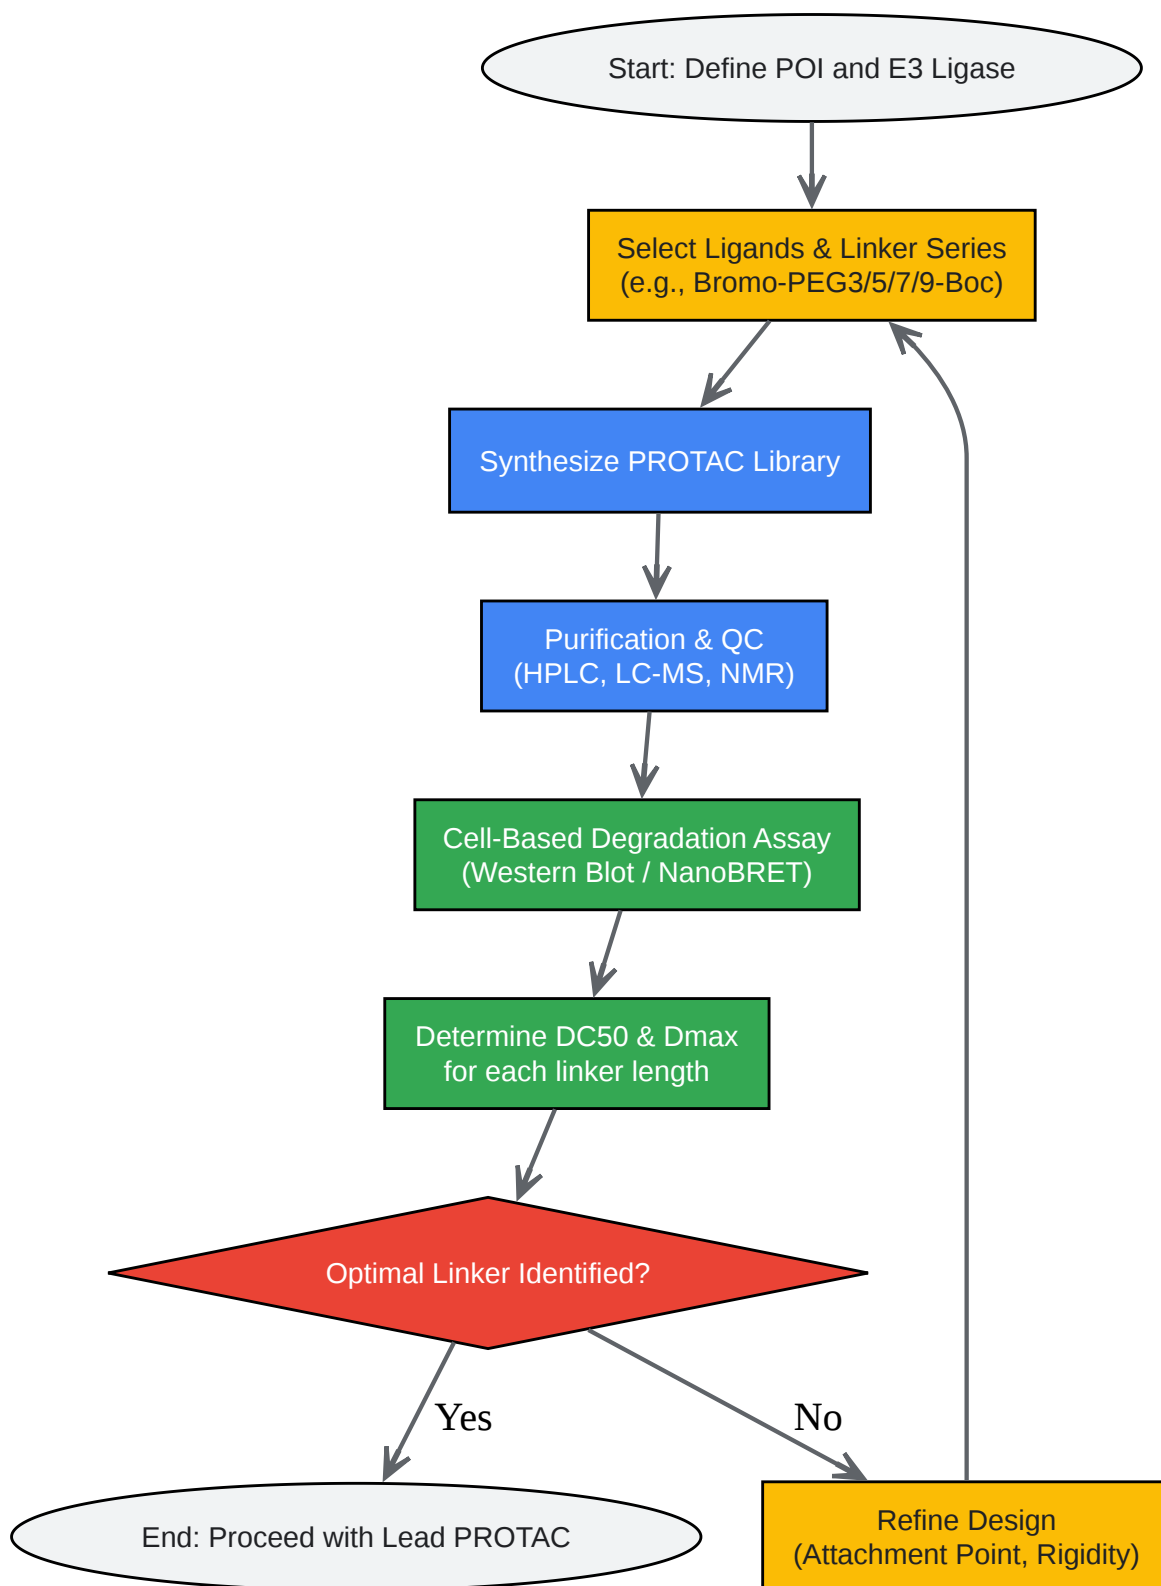 Start: Define POI and E3 Ligase
Select Ligands & Linker Series
(e.g., Bromo-PEG3/5/7/9-Boc)
Synthesize PROTAC Library
Purification & QC
(HPLC, LC-MS, NMR)
Cell-Based Degradation Assay
(Western Blot / NanoBRET)
Determine DC50 & Dmax
for each linker length
Optimal Linker Identified?
Yes
No
End: Proceed with Lead PROTAC
Refine Design
(Attachment Point, Rigidity)